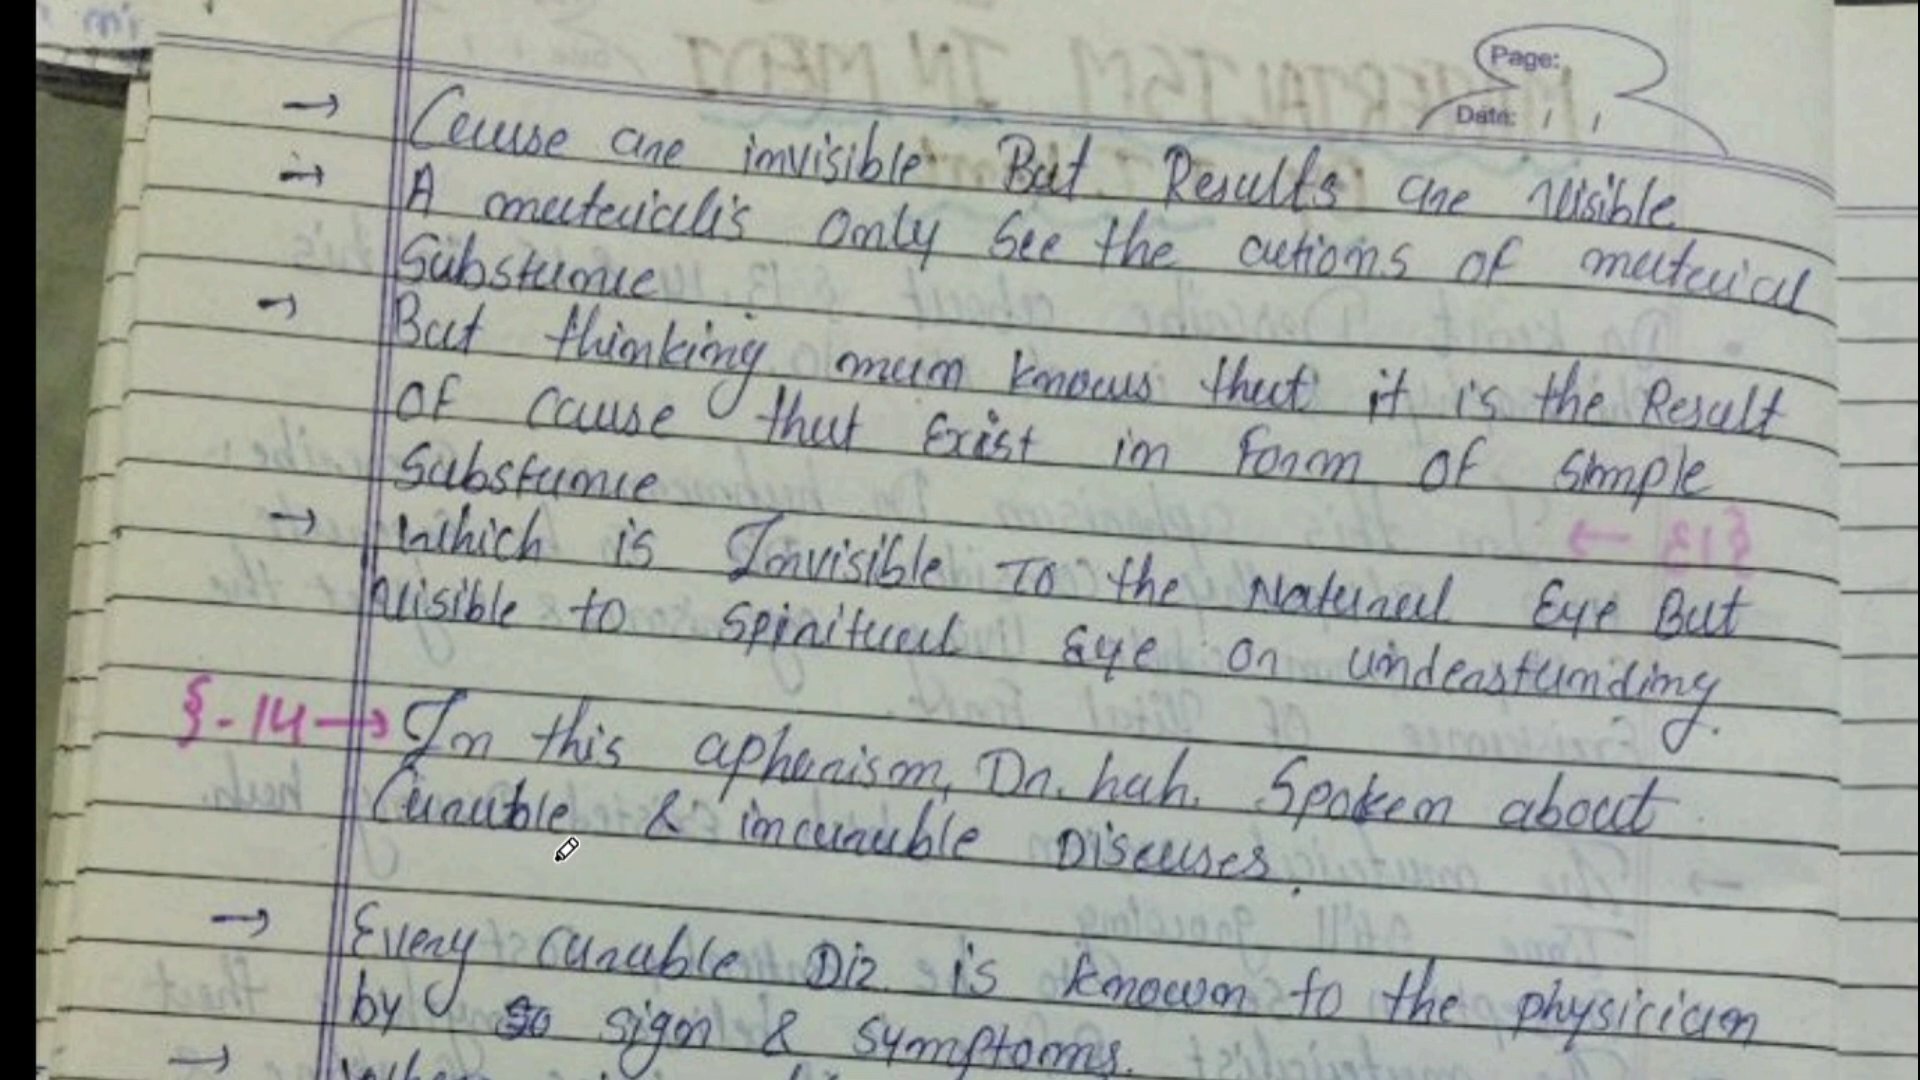 Page:
Date: / /
→ Cause are invisible But Results are visible
→ A materialis only see the actions of material
Substance
→ But thinking man knows that it is the Result
of cause that Exist in Form of simple
Substance
→ which is Invisible To the Natural Eye But
visible to spiritual Eye or understanding.
§-14 → In this aphorism, Dr. hah. Spoken about
Curable & incurable Diseases.
→ Every curable Diz. is known to the physician
by sign & symptoms.
→